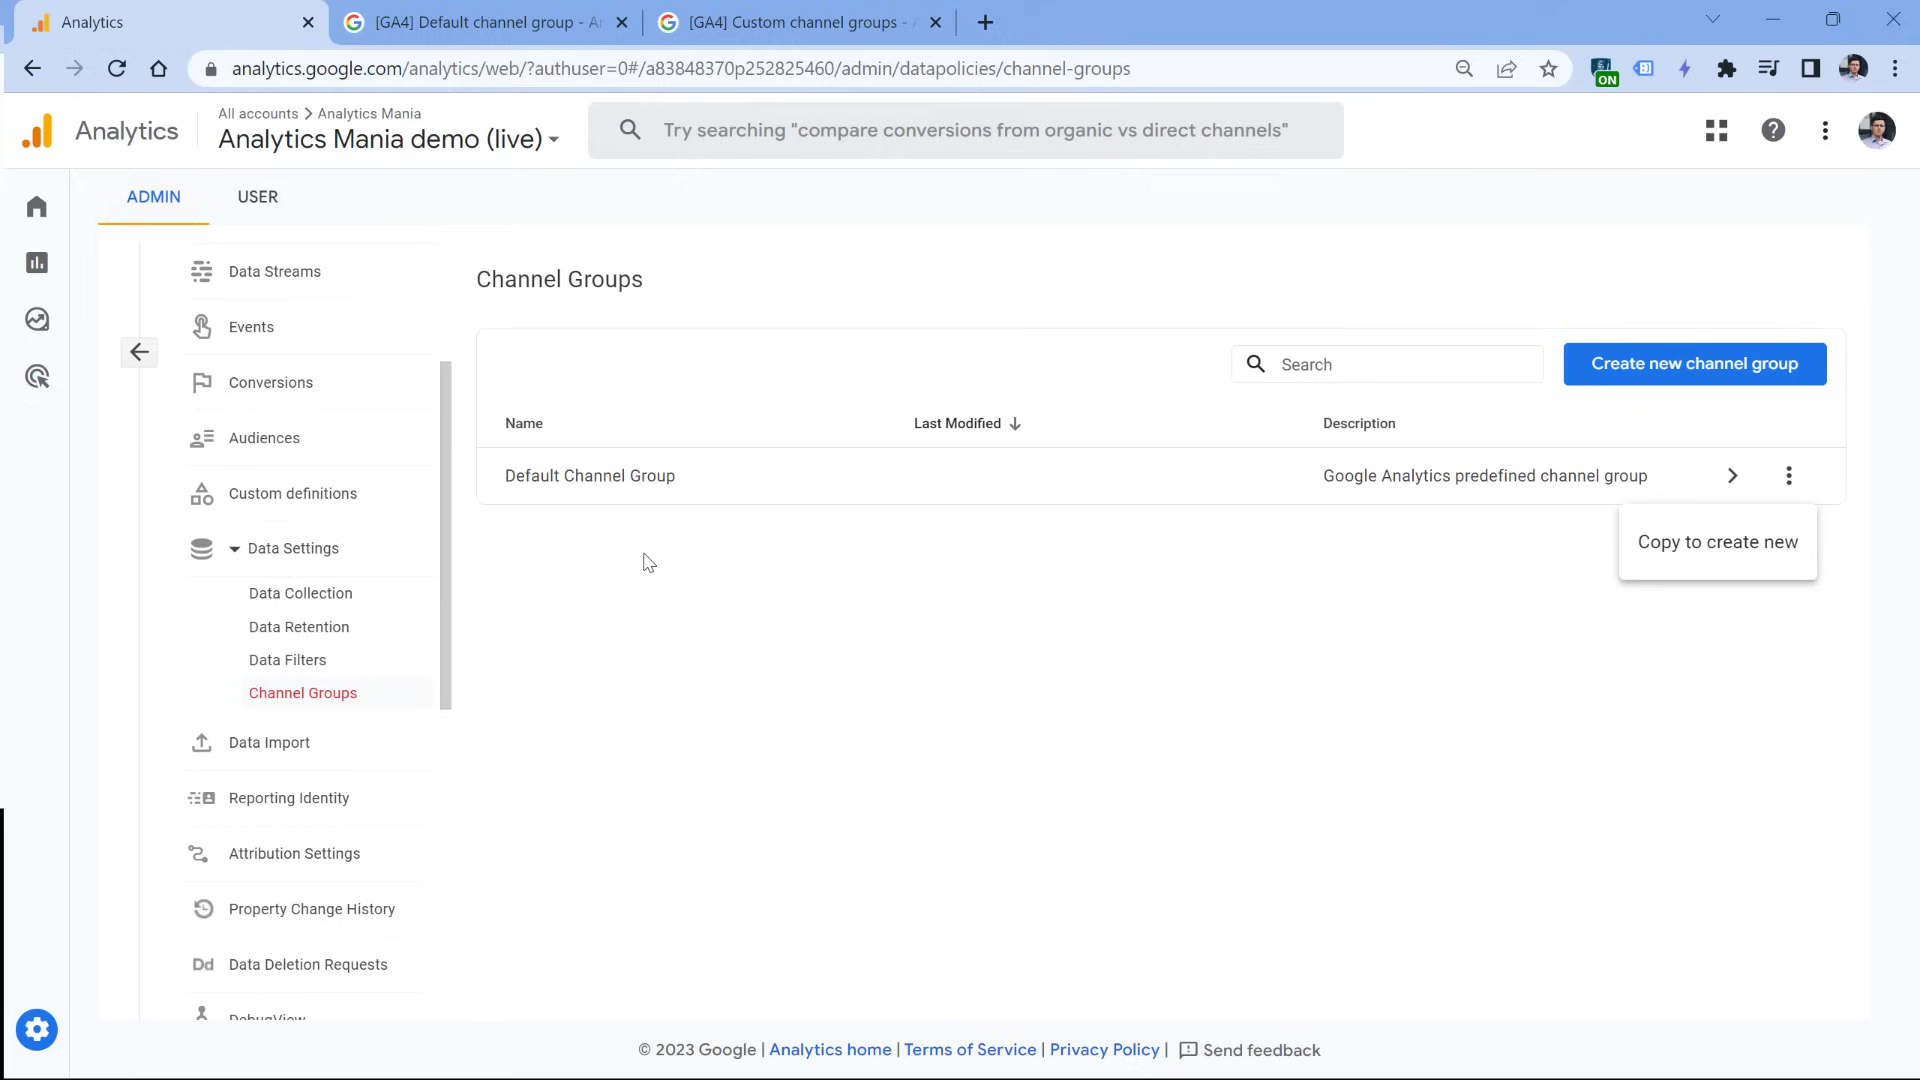 Analytics
[GA4] Default channel group - A
[GA4] Custom channel groups -
analytics.google.com/analytics/web/?authuser=0#/a83848370p252825460/admin/datapolicies/channel-groups
ON
Analytics
All accounts > Analytics Mania
Analytics Mania demo (live)
Try searching "compare conversions from organic vs direct channels"
ADMIN
USER
Data Streams
Events
Conversions
Audiences
Custom definitions
Data Settings
Data Collection
Data Retention
Data Filters
Channel Groups
Data Import
Reporting Identity
Attribution Settings
Property Change History
Dd Data Deletion Requests
DebugView
Channel Groups
Search
Create new channel group
Name
Last Modified
Description
Default Channel Group
Google Analytics predefined channel group
Copy to create new
© 2023 Google | Analytics home | Terms of Service | Privacy Policy | Send feedback